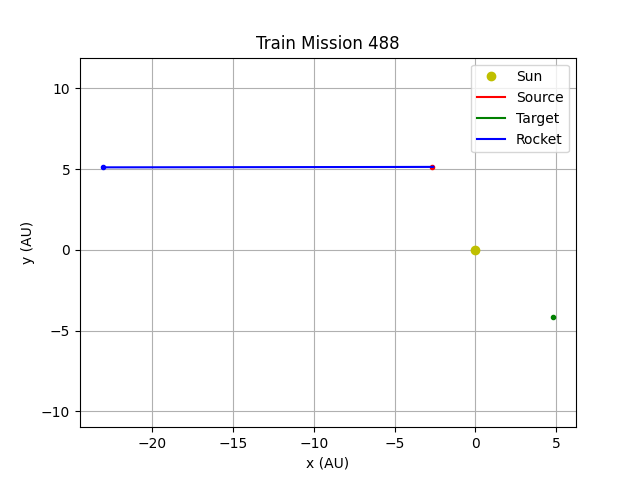 Train Mission 488
Sun
Source
Target
Rocket
10
5
0
−5
−10
y (AU)
−20
−15
−10
−5
0
5
x (AU)